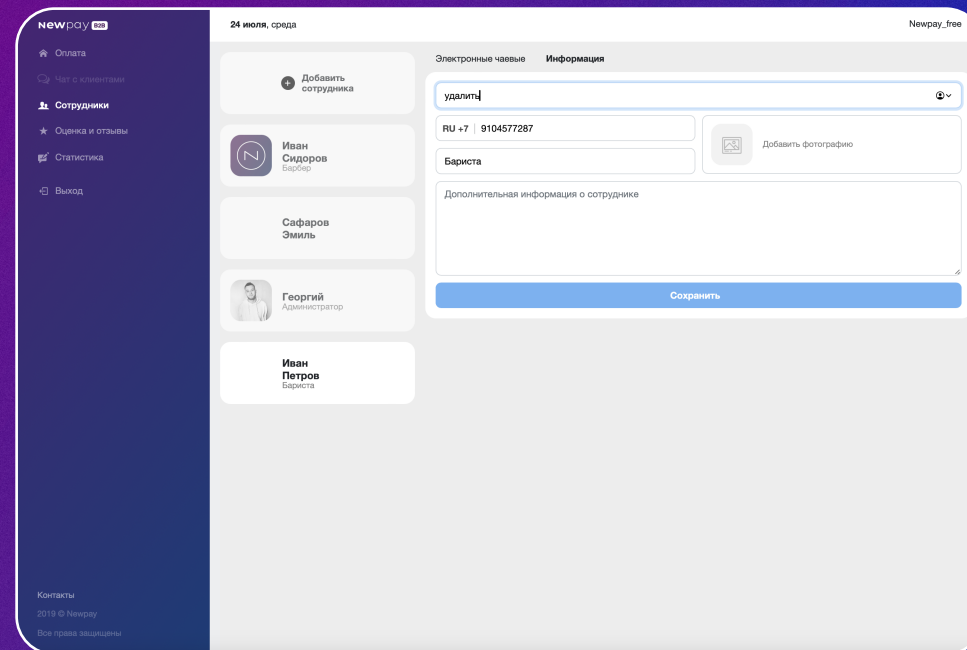 Newpay B2B
Оплата
Чат с клиентами
Сотрудники
Оценка и отзывы
Статистика
Выход
Контакты
2019 © Newpay
Все права защищены
24 июля, среда
Newpay_free
Добавить
сотрудника
Иван
Сидоров
Барбер
Сафаров
Эмиль
Георгий
Администратор
Иван
Петров
Бариста
Электронные чаевые Информация
удалить
RU +7 9104577287
Бариста
Добавить фотографию
Дополнительная информация о сотруднике
Сохранить